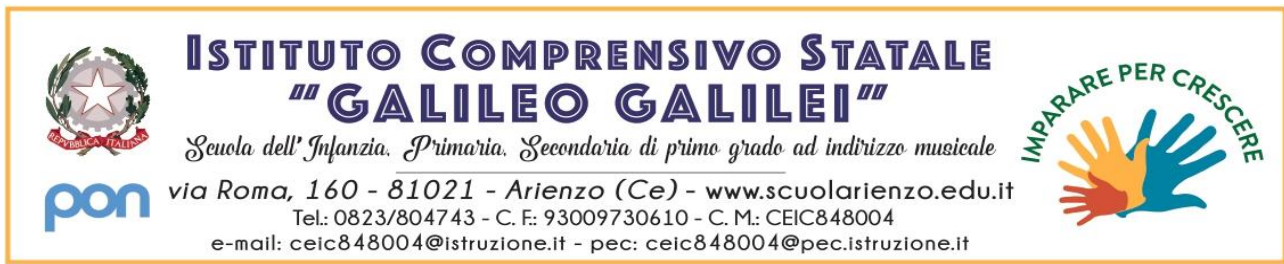 ISTITUTO COMPRENSIVO STATALE
"GALILEO GALILEI"
Scuola dell'Infanzia, Primaria, Secondaria di primo grado ad indirizzo musicale
via Roma, 160 - 81021 - Arienzo (Ce) - www.scuolarienzo.edu.it
Tel.: 0823/804743 - C. F.: 93009730610 - C. M.: CEIC848004
e-mail: ceic848004@istruzione.it - pec: ceic848004@pec.istruzione.it
REPVBBLICA ITALIANA
pon
IMPARARE PER CRESCERE